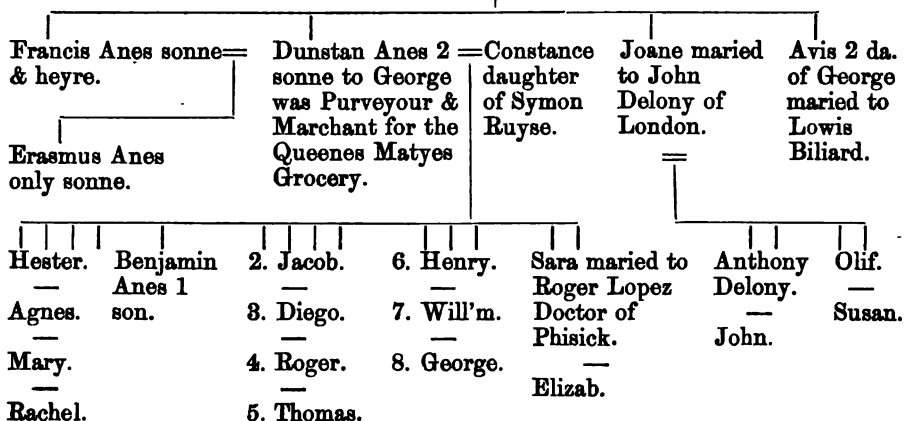 Francis Anes sonne=
& heyre.
Erasmus Anes
only sonne.
Dunstan Anes 2
sonne to George
was Purveyour &
Marchant for the
Queenes Matyes
Grocery.
=Constance
daughter
of Symon
Ruyse.
Joane maried
to John
Delony of
London.
=
Avis 2 da.
of George
maried to
Lowis
Biliard.
Hester.
—
Agnes.
—
Mary.
—
Rachel.
Benjamin
Anes 1
son.
2. Jacob.
—
3. Diego.
—
4. Roger.
—
5. Thomas.
6. Henry.
—
7. Will'm.
—
8. George.
Sara maried to
Roger Lopez
Doctor of
Phisick.
—
Elizab.
Anthony
Delony.
—
John.
Olif.
—
Susan.